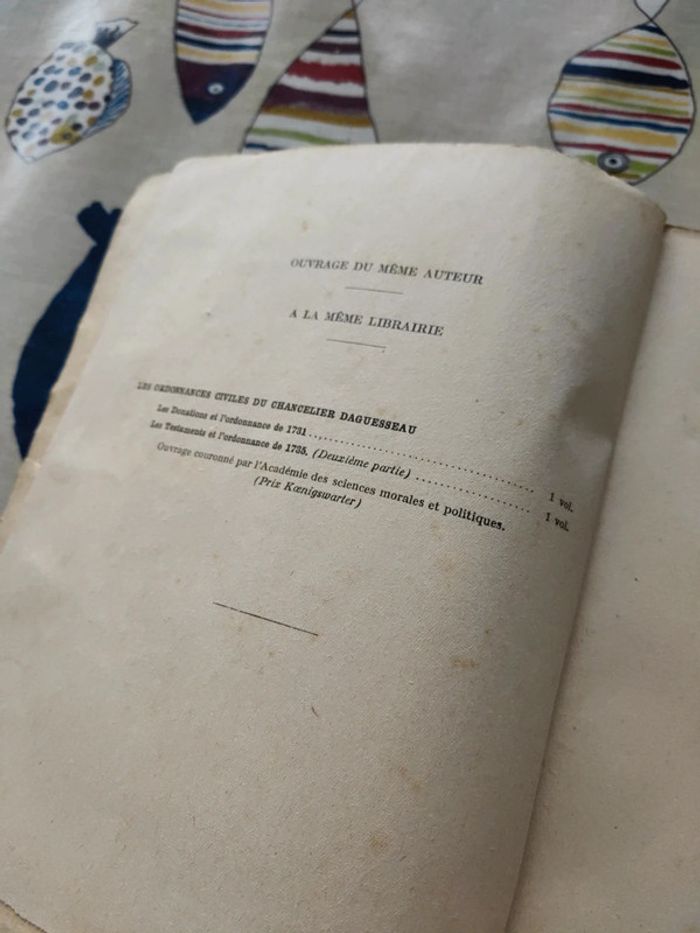 OUVRAGE DU MÊME AUTEUR
A LA MÊME LIBRAIRIE
LES ORDONNANCES CIVILES DU CHANCELIER DAGUESSEAU
Les Donations et l'ordonnance de 1731 ........................................ 1 vol.
Les Testaments et l'ordonnance de 1735. (Deuxième partie) .................... 1 vol.
Ouvrage couronné par l'Académie des sciences morales et politiques.
(Prix Kœnigswarter)